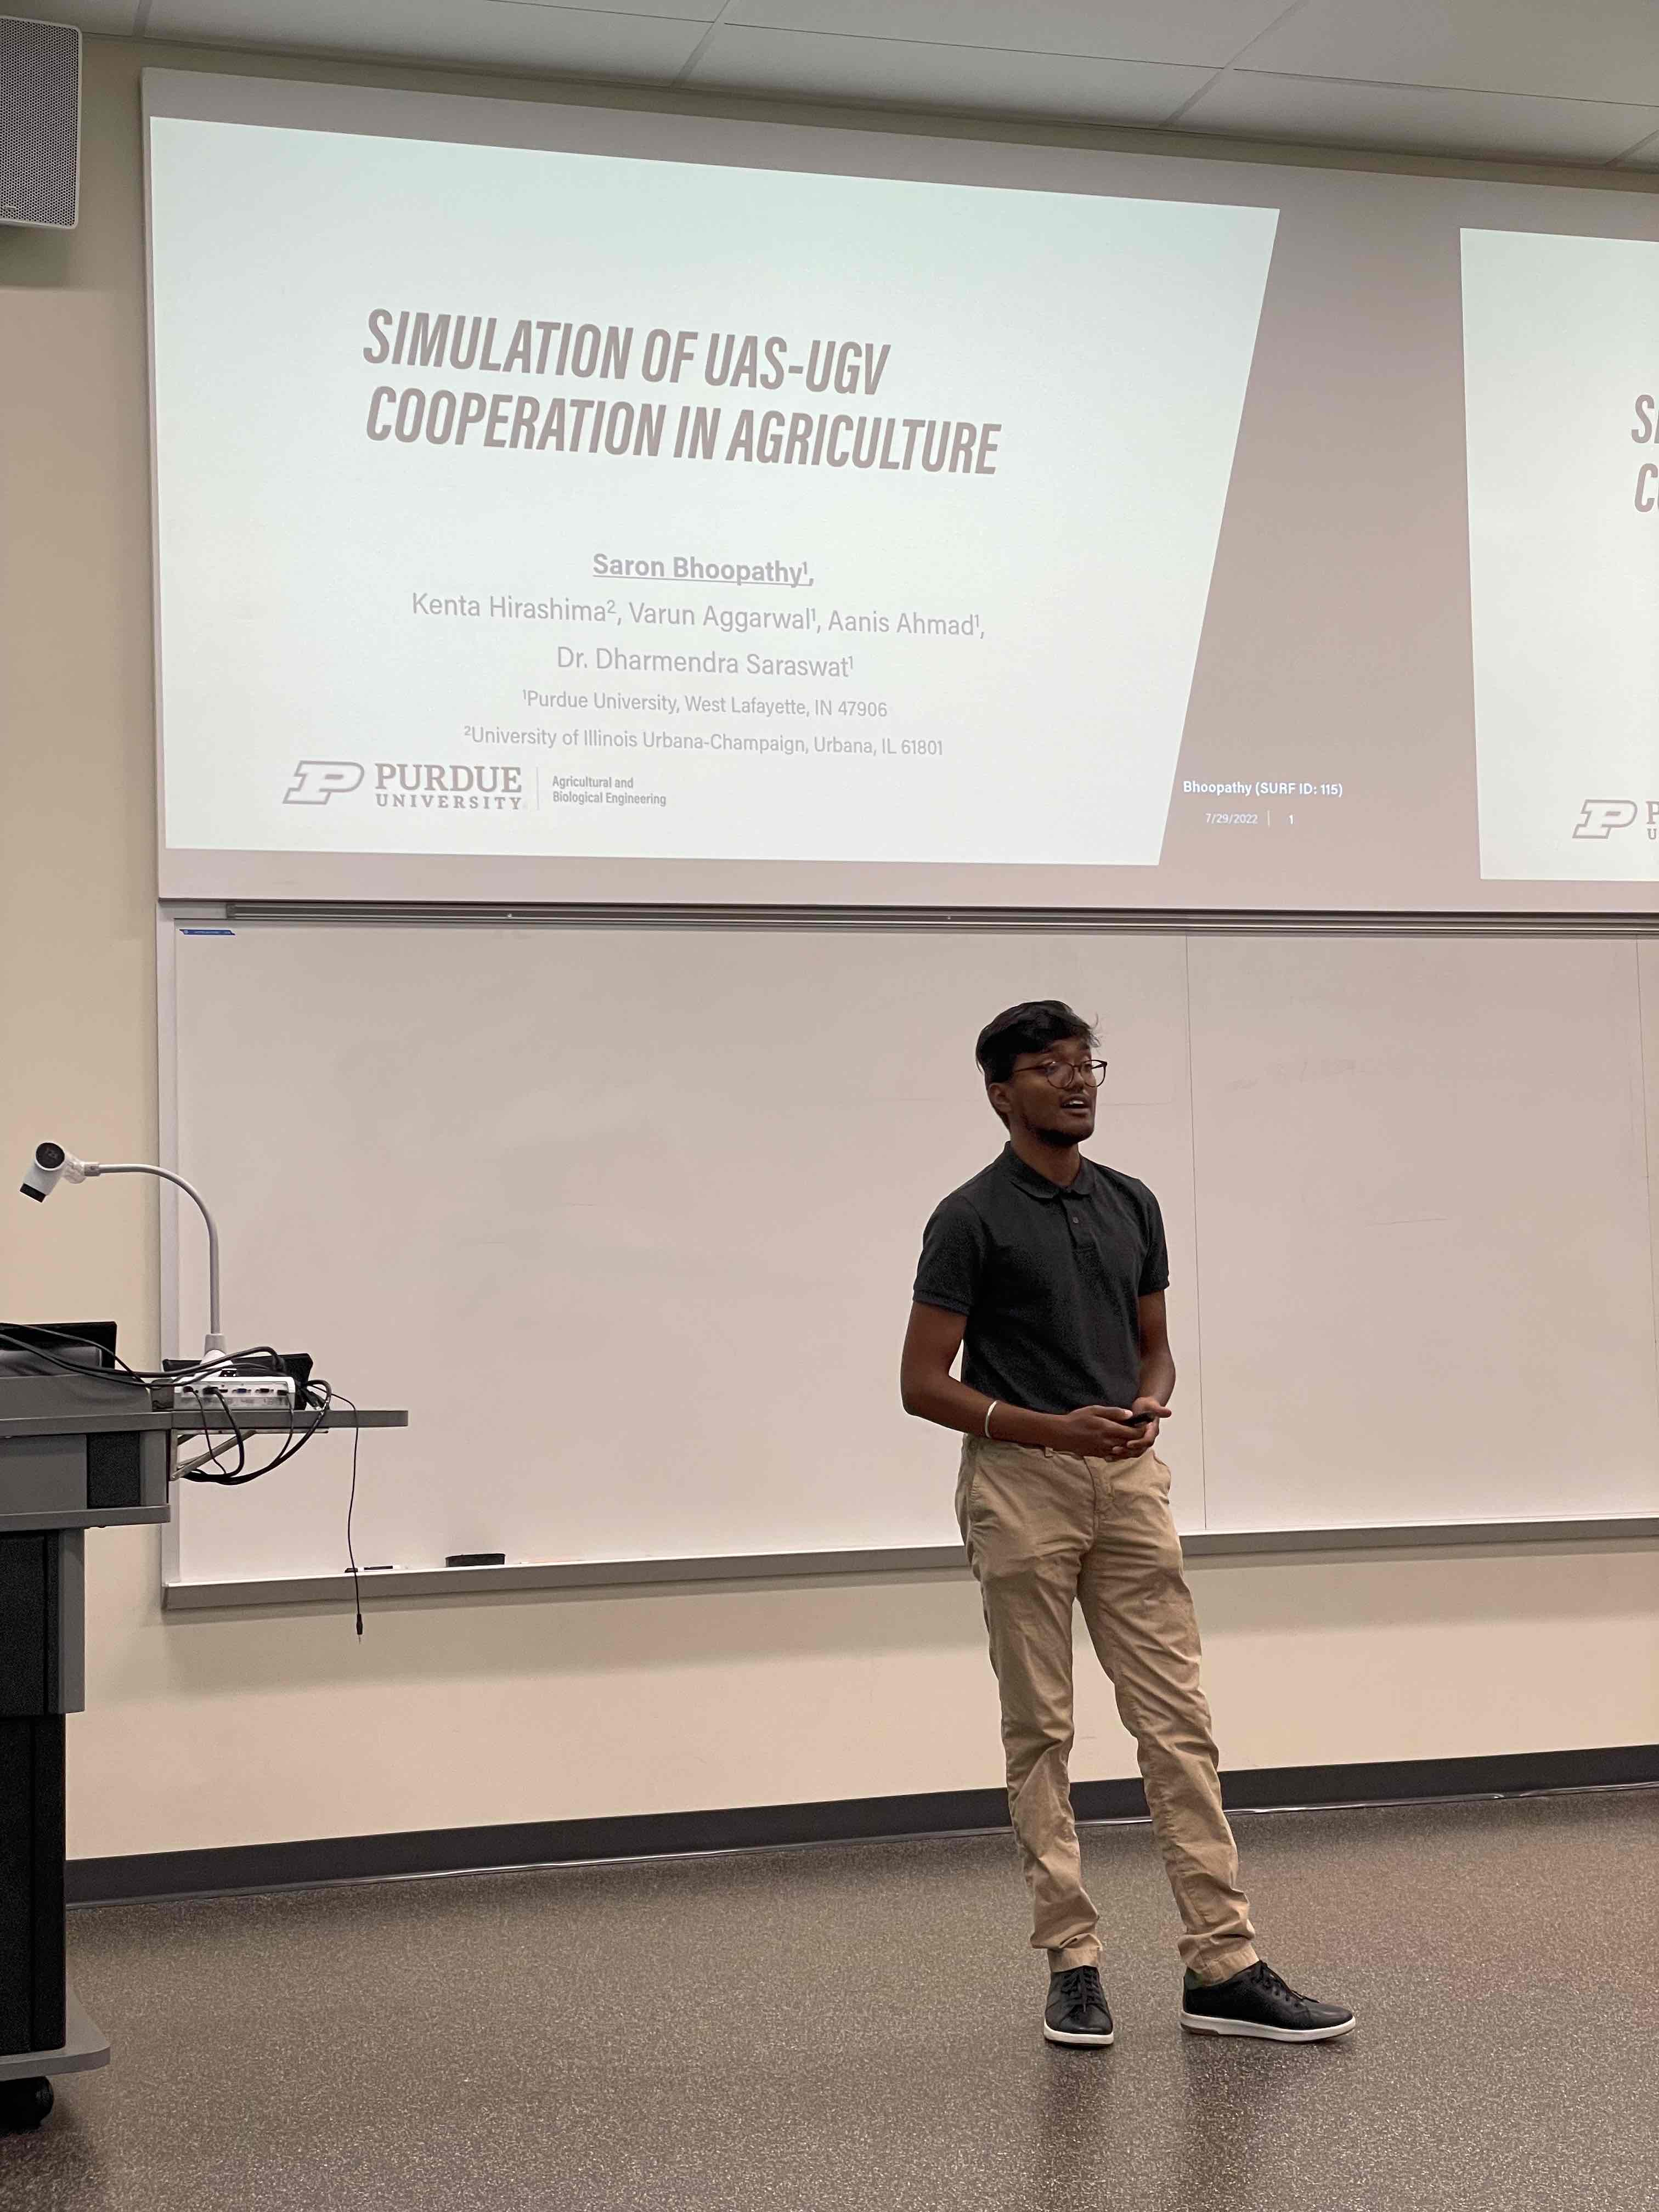 SIMULATION OF UAS-UGV
COOPERATION IN AGRICULTURE
Saron Bhoopathy¹,
Kenta Hirashima², Varun Aggarwal¹, Aanis Ahmad¹,
Dr. Dharmendra Saraswat¹
¹Purdue University, West Lafayette, IN 47906
²University of Illinois Urbana-Champaign, Urbana, IL 61801
PURDUE
UNIVERSITY
Agricultural and
Biological Engineering
Bhoopathy (SURF ID: 115)
7/29/2022 | 1